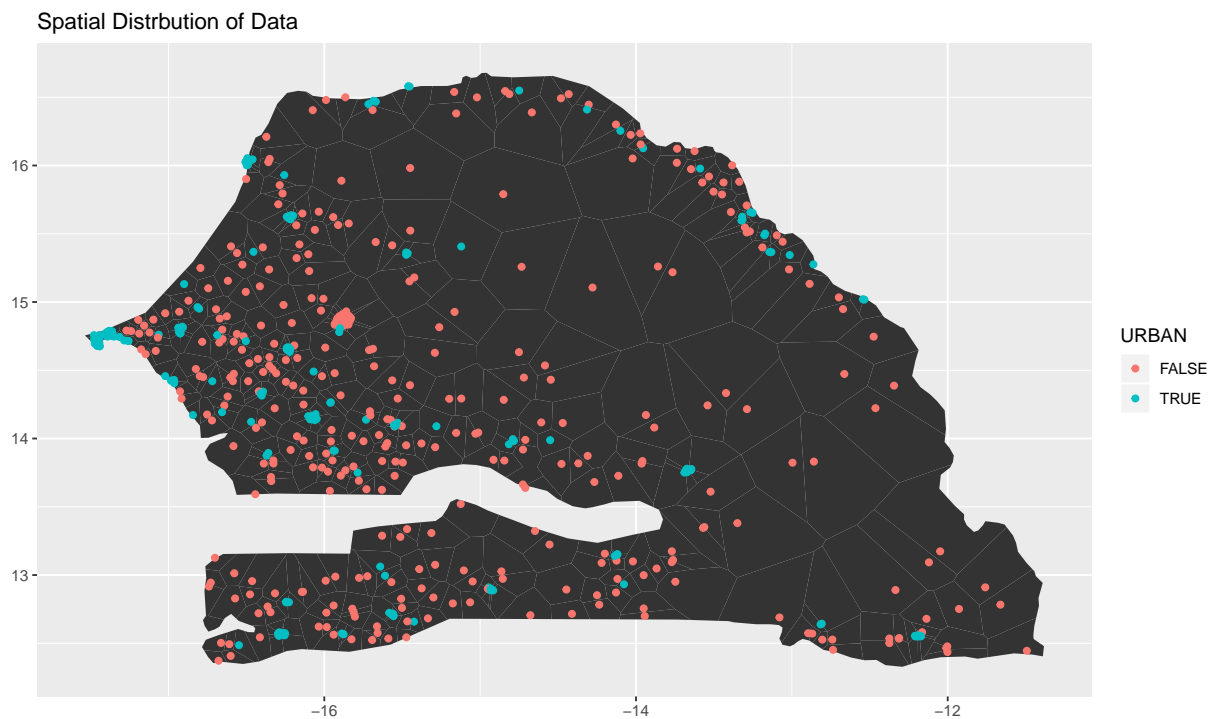 Spatial Distrbution of Data
16
15
14
13
−16
−14
−12
URBAN
FALSE
TRUE